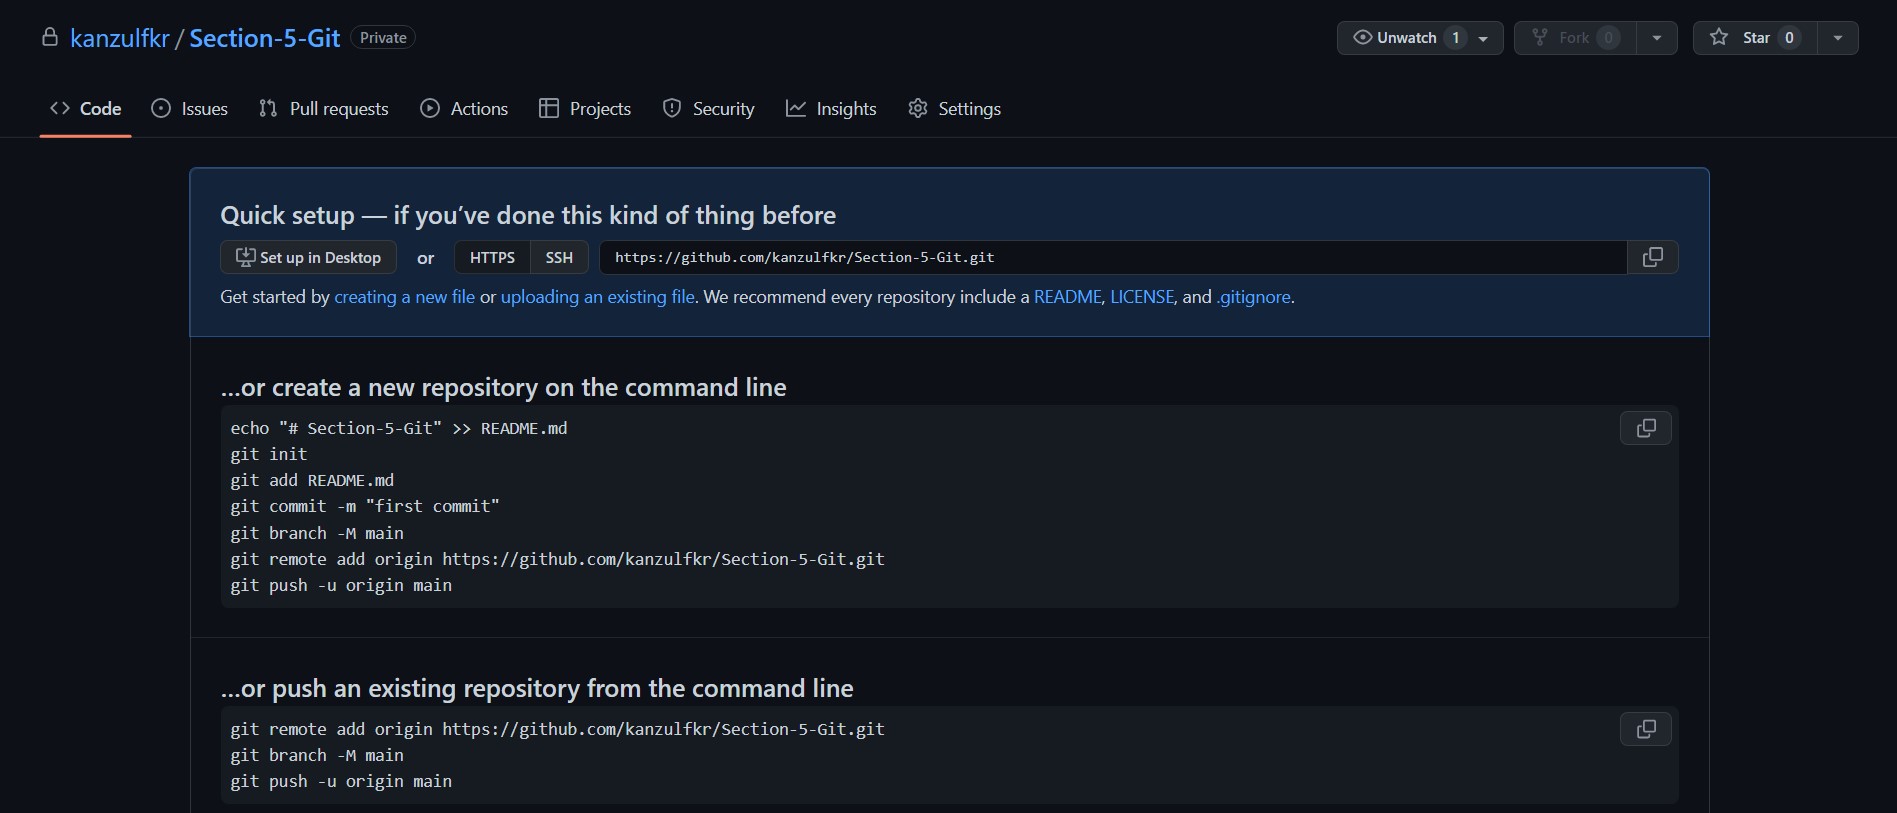 kanzulfkr / Section-5-Git Private
Unwatch 1
Fork 0
Star 0
Code Issues Pull requests Actions Projects Security Insights Settings
Quick setup — if you’ve done this kind of thing before
Set up in Desktop or HTTPS SSH https://github.com/kanzulfkr/Section-5-Git.git
Get started by creating a new file or uploading an existing file. We recommend every repository include a README, LICENSE, and .gitignore.
…or create a new repository on the command line
echo "# Section-5-Git" >> README.md
git init
git add README.md
git commit -m "first commit"
git branch -M main
git remote add origin https://github.com/kanzulfkr/Section-5-Git.git
git push -u origin main
…or push an existing repository from the command line
git remote add origin https://github.com/kanzulfkr/Section-5-Git.git
git branch -M main
git push -u origin main